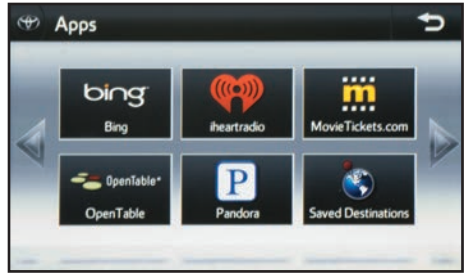 Apps
bing
Bing
iheartradio
m
MovieTickets.com
OpenTable®
OpenTable
P
Pandora
Saved Destinations